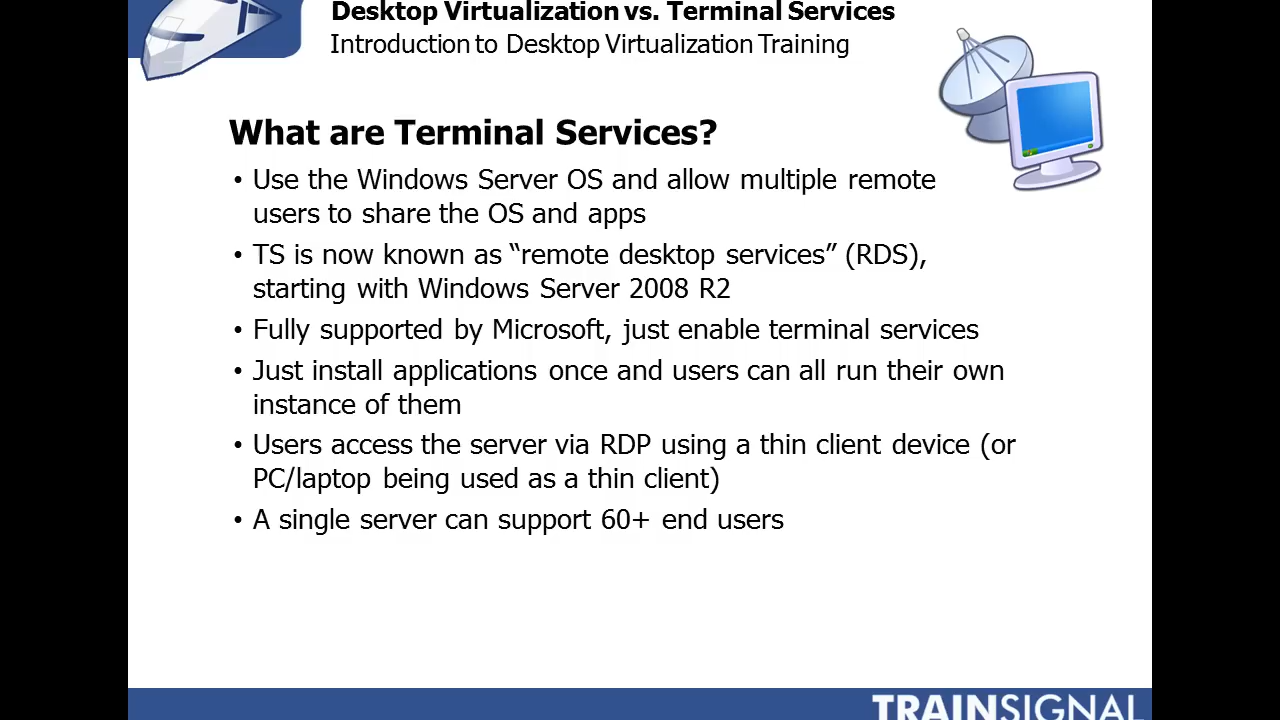 Desktop Virtualization vs. Terminal Services
Introduction to Desktop Virtualization Training
What are Terminal Services?
• Use the Windows Server OS and allow multiple remote
users to share the OS and apps
• TS is now known as “remote desktop services” (RDS),
starting with Windows Server 2008 R2
• Fully supported by Microsoft, just enable terminal services
• Just install applications once and users can all run their own
instance of them
• Users access the server via RDP using a thin client device (or
PC/laptop being used as a thin client)
• A single server can support 60+ end users
TRAINSIGNAL